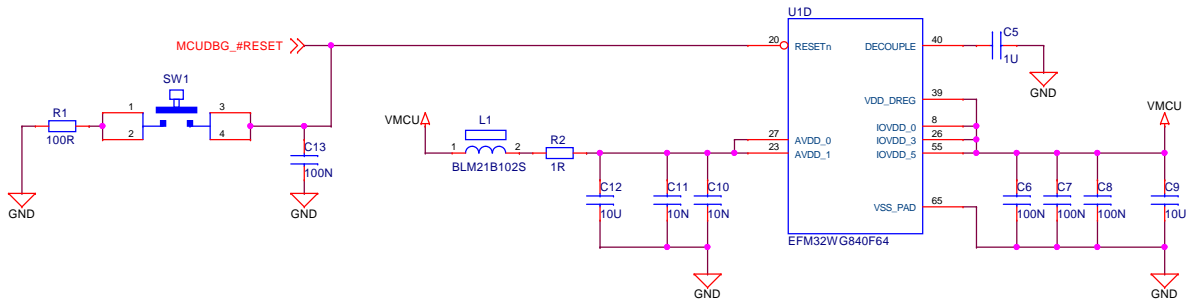 U1D
MCUDBG_#RESET
20
RESETn
DECOUPLE
40
C5
1U
GND
SW1
R1
100R
1
2
3
4
C13
100N
GND
GND
VMCU
L1
1
2
BLM21B102S
R2
1R
27
23
AVDD_0
AVDD_1
VDD_DREG
39
IOVDD_0
8
IOVDD_3
26
IOVDD_5
55
VMCU
C12
10U
C11
10N
C10
10N
GND
VSS_PAD
65
C6
100N
C7
100N
C8
100N
C9
10U
GND
EFM32WG840F64